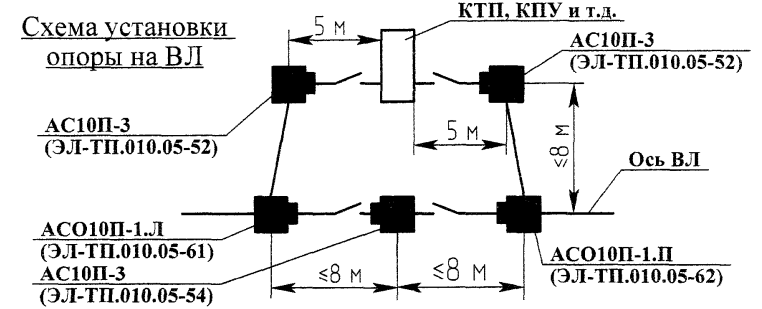 Схема установки
опоры на ВЛ
5 м
КТП, КПУ и т.д.
АС10П-3
(ЭЛ-ТП.010.05-52)
АС10П-3
(ЭЛ-ТП.010.05-52)
5 м
≤8 м
Ось ВЛ
АСО10П-1.Л
(ЭЛ-ТП.010.05-61)
АС10П-3
(ЭЛ-ТП.010.05-54)
≤8 м
≤8 м
АСО10П-1.П
(ЭЛ-ТП.010.05-62)